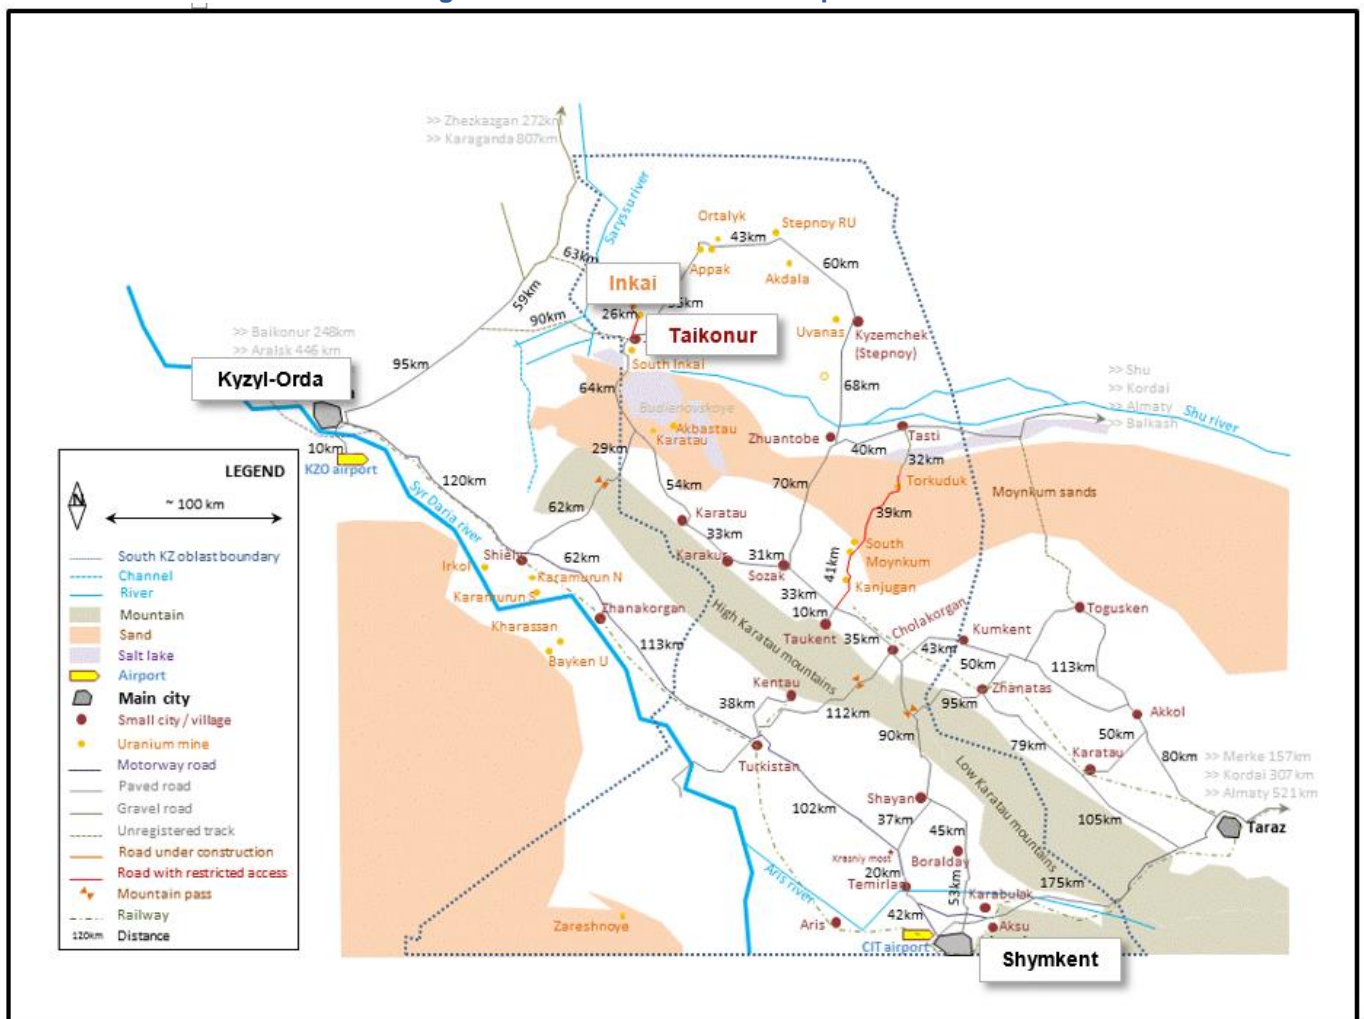 >> Zhezkazgan 272km
>> Karaganda 807km
Saryssu river
Ortalyk
Stepnoy RU
43km
63km
Appak
Akdala
60km
Inkai
59km
26km
90km
Taikonur
Uvanas
Kyzemchek
(Stepnoy)
>> Baikonur 248km
>> Aralsk 446 km
95km
South Inkai
Kyzyl-Orda
64km
68km
>> Shu
>> Kordai
>> Almaty
>> Balkash
Shu river
Budienovskoye
Akbastau
Karatau
Zhuantobe
Tasti
40km
32km
29km
10km
KZO airport
LEGEND
N
~ 100 km
South KZ oblast boundary
Channel
River
Mountain
Sand
Salt lake
Airport
Main city
Small city / village
Uranium mine
Motorway road
Paved road
Gravel road
Unregistered track
Road under construction
Road with restricted access
Mountain pass
Railway
120km Distance
120km
Syr Daria river
54km
70km
Torkuduk
Moynkum sands
62km
Karatau
39km
33km
Shiely
62km
Karakur
31km
Sozak
South
Moynkum
41km
Irkol
Karamurun N
Karamurun S
33km
Kanjugan
Zhanakorgan
High Karatau mountains
10km
Taukent
35km
Cholakorgan
Togusken
Kharassan
Kumkent
113km
43km
50km
113km
Bayken U
Kentau
Zhanatas
38km
112km
95km
Akkol
90km
79km
50km
Karatau
80km
Turkistan
>> Merke 157km
>> Kordai 307km
>> Almaty 521km
Low Karatau mountains
102km
Shayan
37km
45km
105km
Taraz
Krasniy most
Boralday
20km
Temirlan
53km
175km
Aris river
Karabulak
42km
Zareshnoye
Aris
Aksu
CIT airport
Shymkent